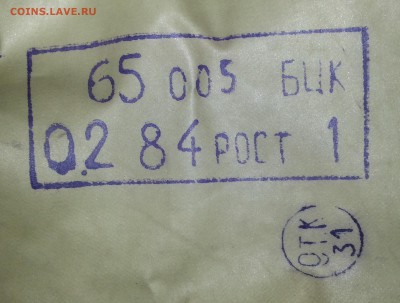 COINS.LAVE.RU
65 005 БЦК
0.2 84 РОСТ 1
ОТК
31